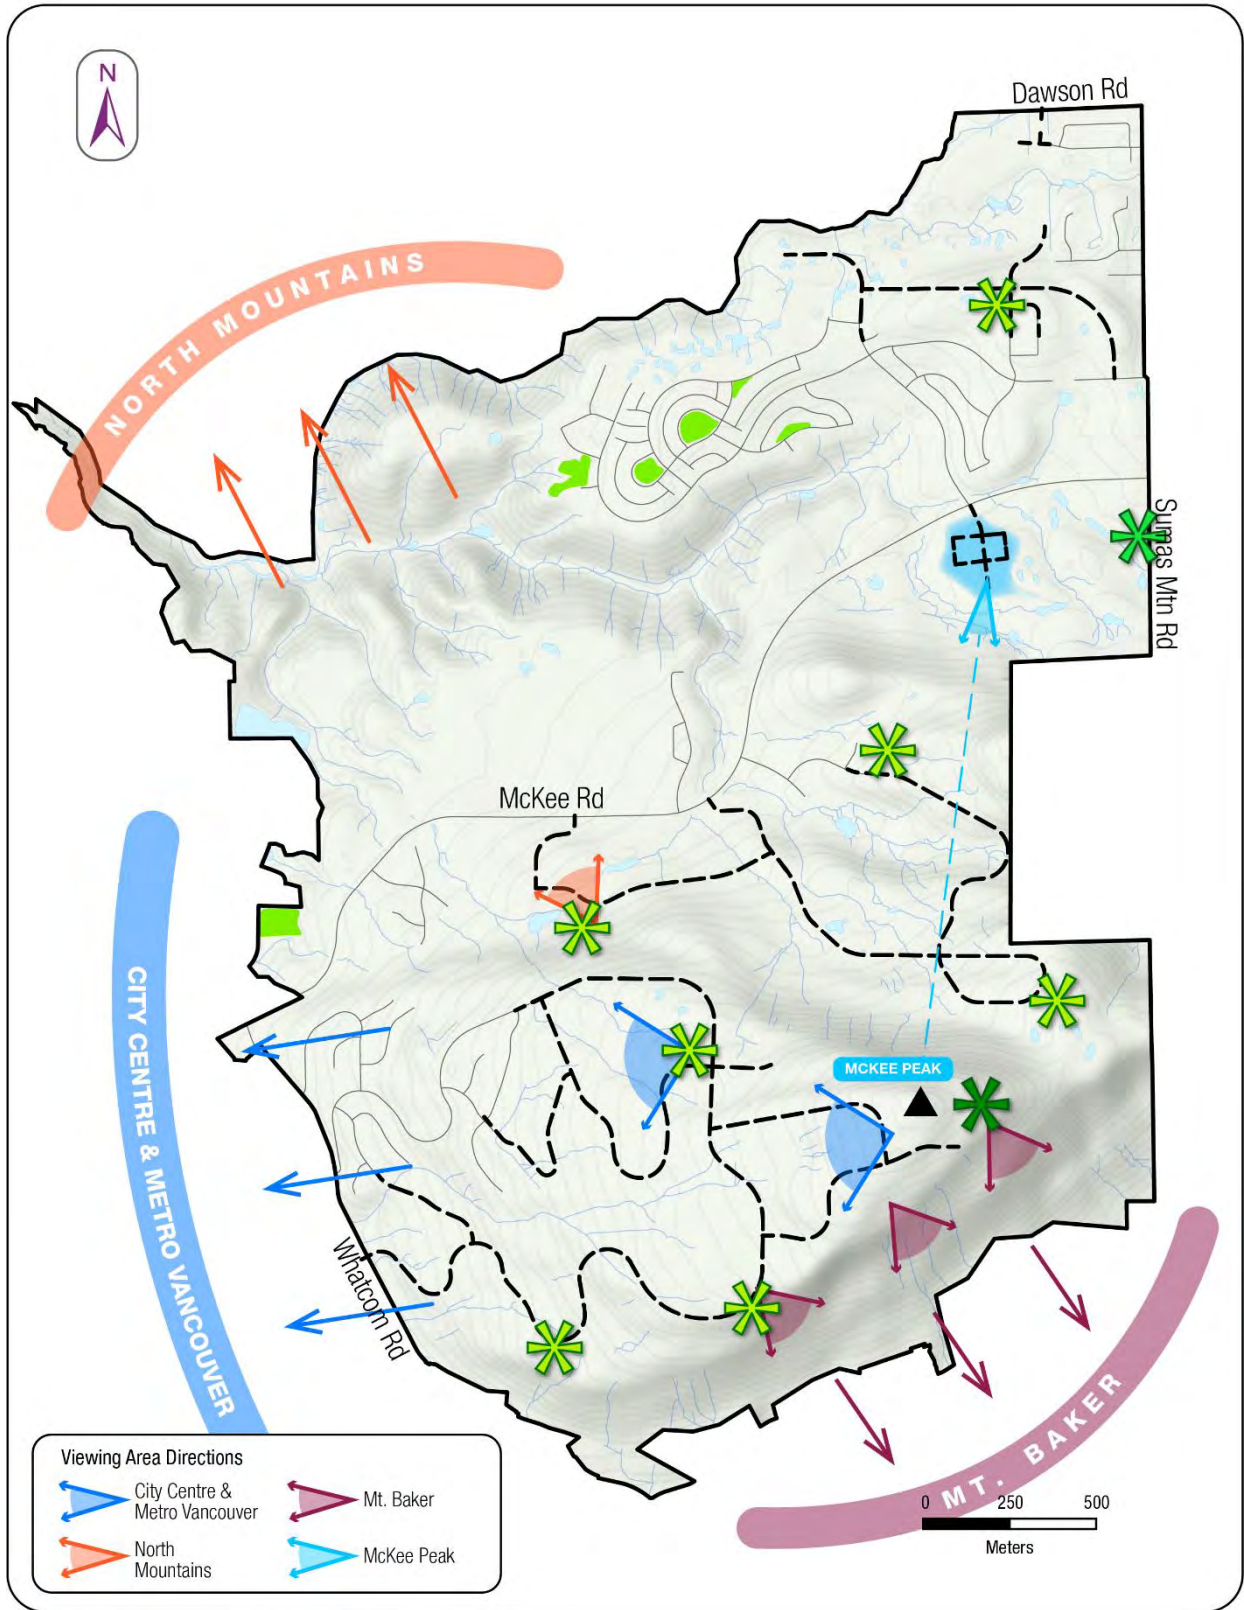 N
Dawson Rd
NORTH MOUNTAINS
Sumas Mtn Rd
McKee Rd
CITY CENTRE & METRO VANCOUVER
MCKEE PEAK
Whatcom Rd
MT. BAKER
Viewing Area Directions
City Centre &
Metro Vancouver
Mt. Baker
North
Mountains
McKee Peak
0 250 500
Meters